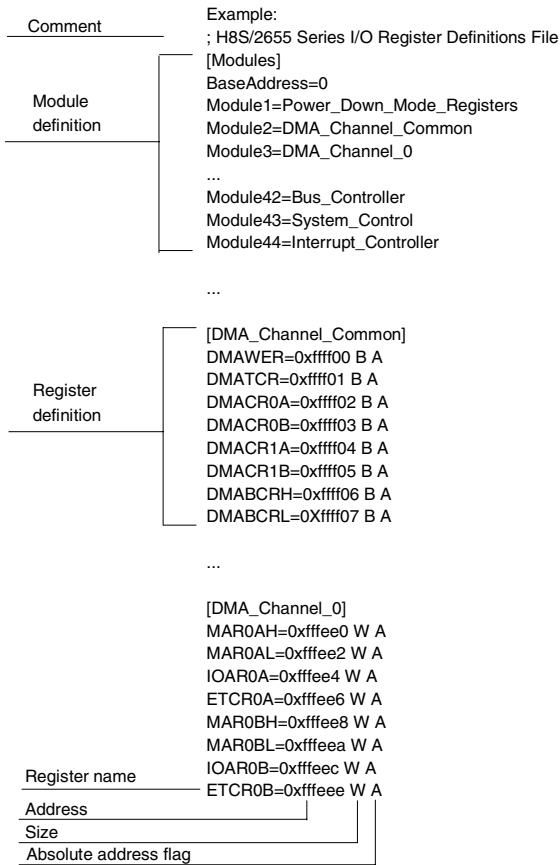 Example:
Comment
; H8S/2655 Series I/O Register Definitions File
[Modules]
BaseAddress=0
Module
definition
Module1=Power_Down_Mode_Registers
Module2=DMA_Channel_Common
Module3=DMA_Channel_0
...
Module42=Bus_Controller
Module43=System_Control
Module44=Interrupt_Controller
...
[DMA_Channel_Common]
DMAWER=0xffff00 B A
DMATCR=0xffff01 B A
Register
definition
DMACR0A=0xffff02 B A
DMACR0B=0xffff03 B A
DMACR1A=0xffff04 B A
DMACR1B=0xffff05 B A
DMABCRH=0xffff06 B A
DMABCRL=0Xffff07 B A
...
[DMA_Channel_0]
MAR0AH=0xfffee0 W A
MAR0AL=0xfffee2 W A
IOAR0A=0xfffee4 W A
ETCR0A=0xfffee6 W A
MAR0BH=0xfffee8 W A
MAR0BL=0xfffeea W A
IOAR0B=0xfffeec W A
Register name
ETCR0B=0xfffeee W A
Address
Size
Absolute address flag